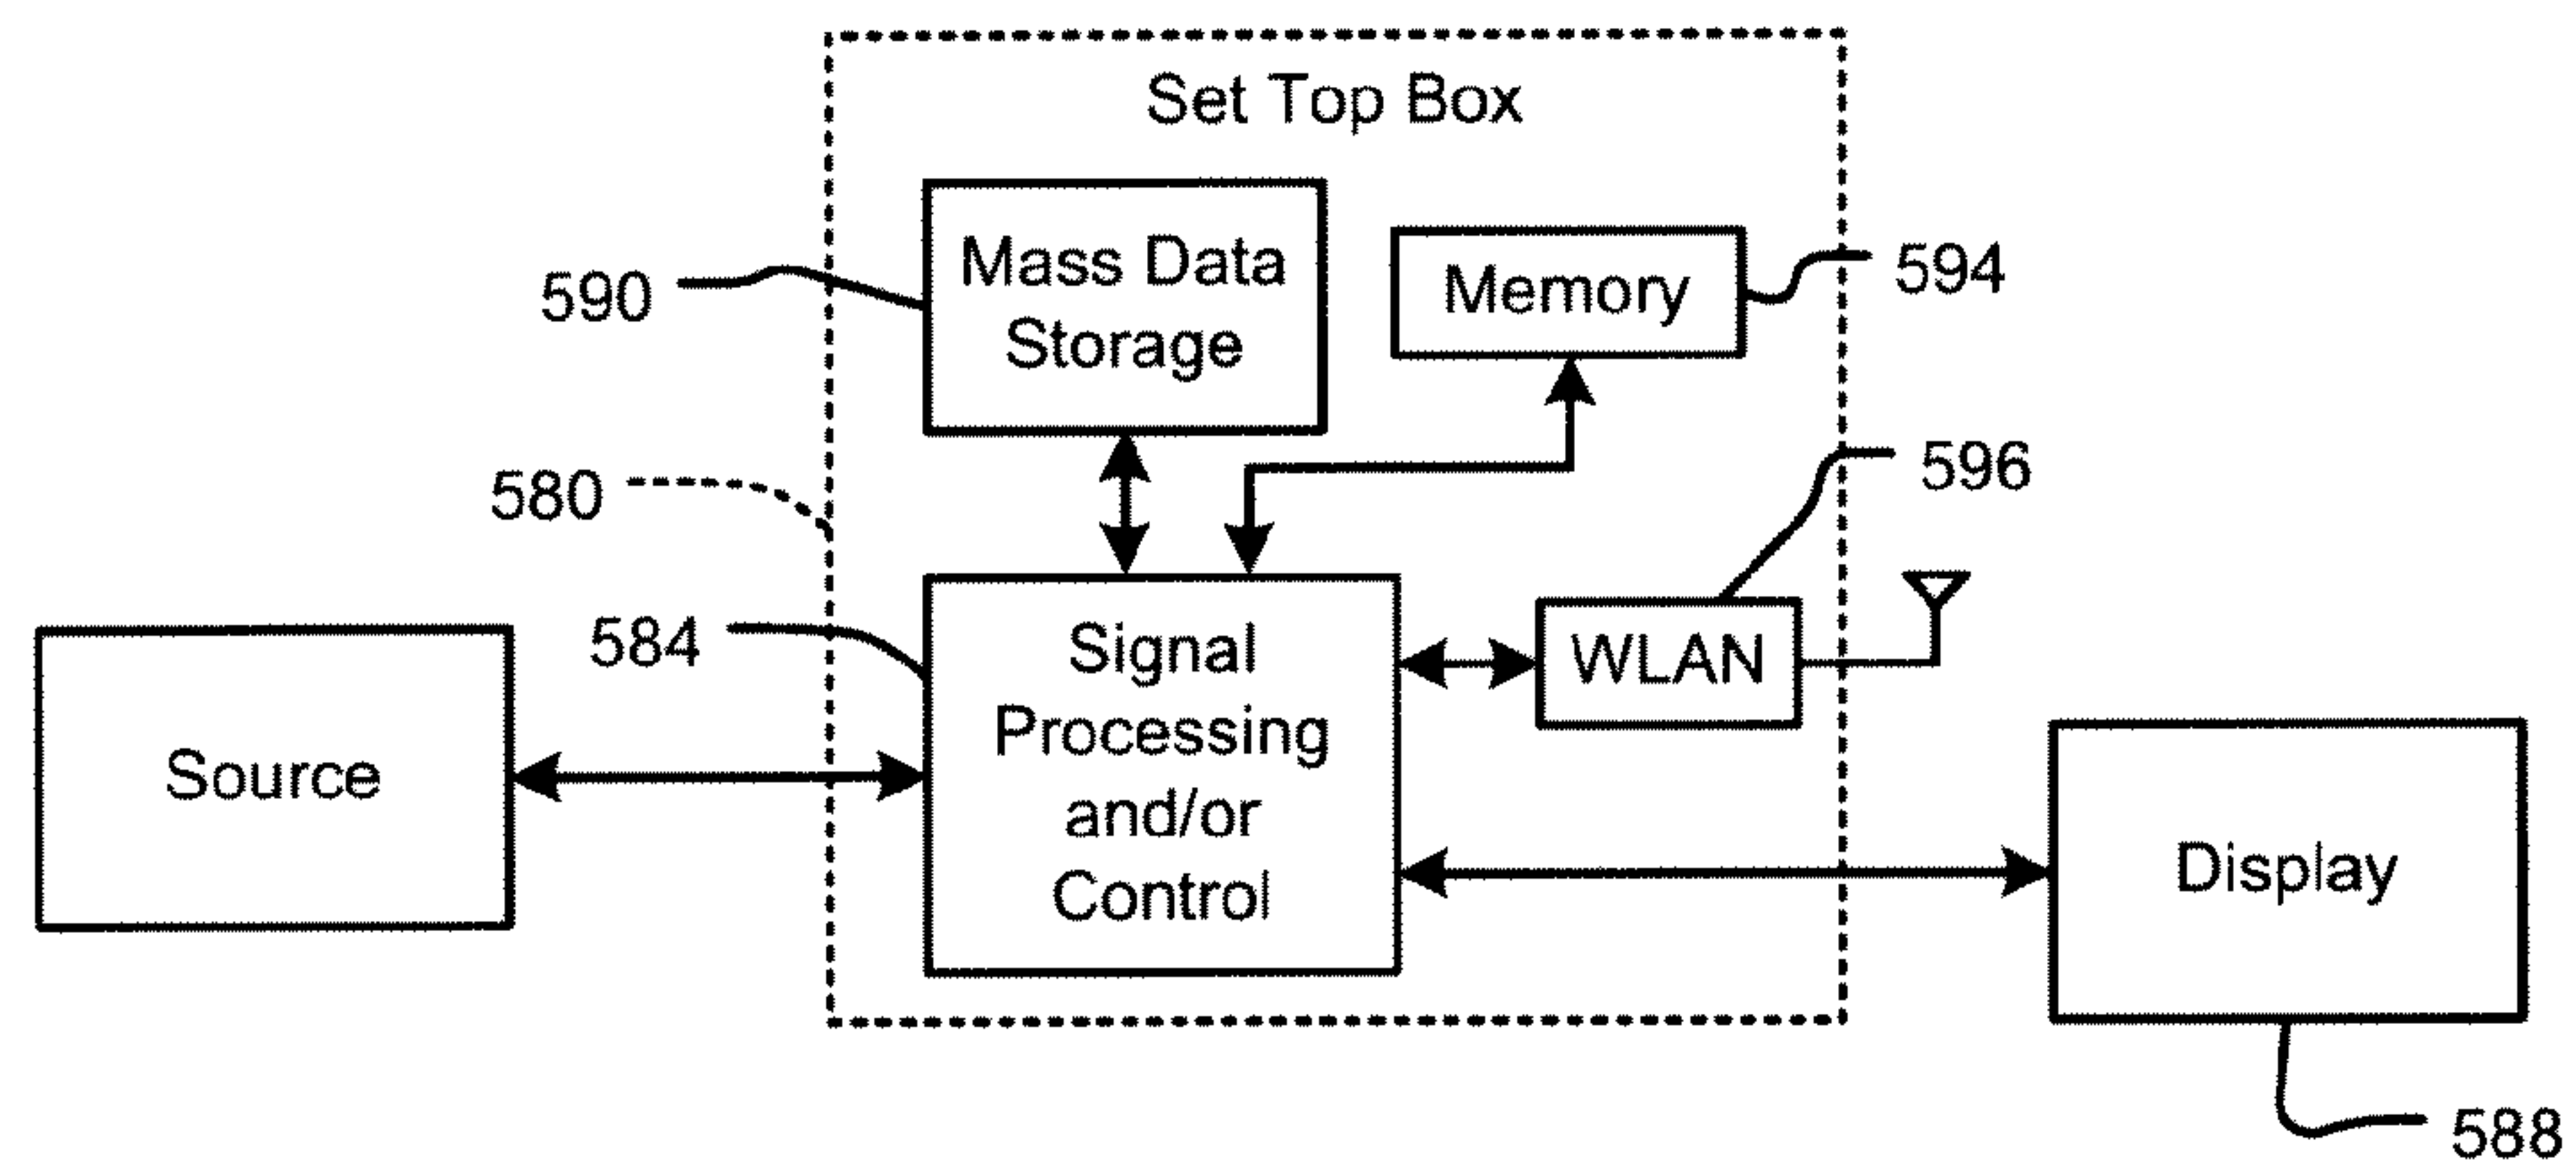 Set Top Box
590
Mass Data
Storage
Memory
594
580
596
584
Signal
Processing
and/or
Control
WLAN
Source
Display
588